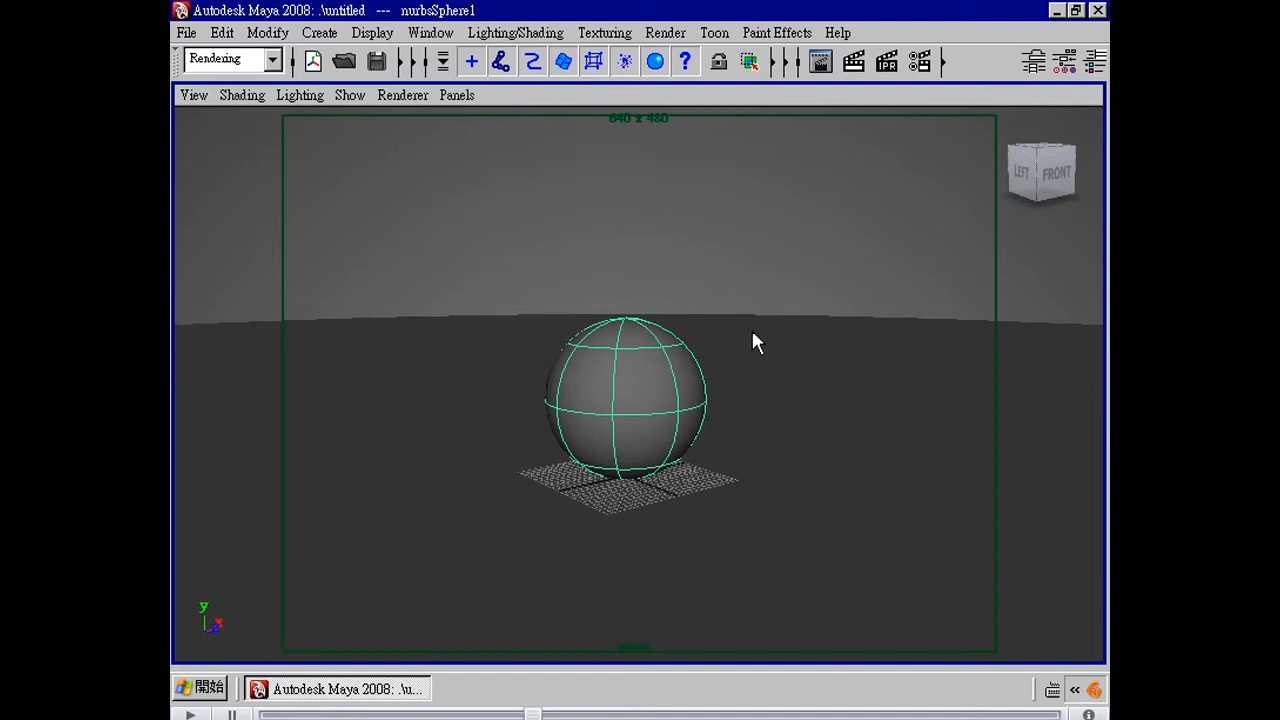 Autodesk Maya 2008: .\untitled --- nurbsSphere1
File Edit Modify Create Display Window Lighting/Shading Texturing Render Toon Paint Effects Help
Rendering
IPR
View Shading Lighting Show Renderer Panels
640 x 480
LEFT FRONT
y
x
z
開始 Autodesk Maya 2008: .\u...